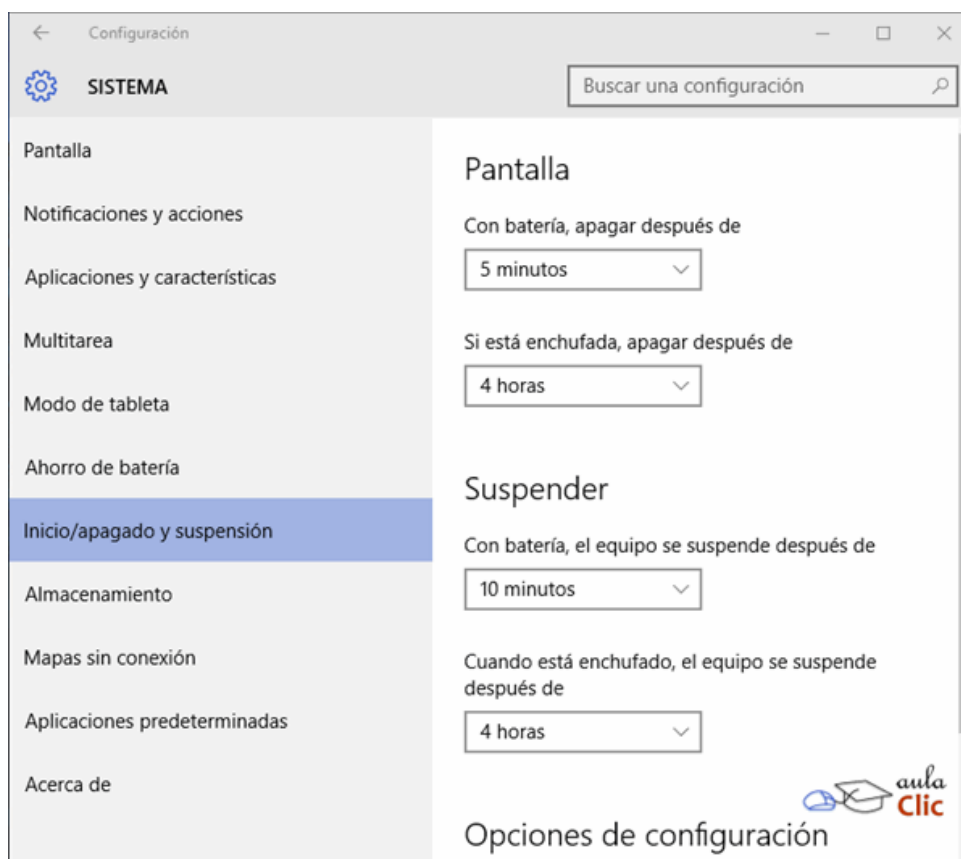 Configuración
SISTEMA
Buscar una configuración
Pantalla
Notificaciones y acciones
Aplicaciones y características
Multitarea
Modo de tableta
Ahorro de batería
Inicio/apagado y suspensión
Almacenamiento
Mapas sin conexión
Aplicaciones predeterminadas
Acerca de
Pantalla
Con batería, apagar después de
5 minutos
Si está enchufada, apagar después de
4 horas
Suspender
Con batería, el equipo se suspende después de
10 minutos
Cuando está enchufado, el equipo se suspende
después de
4 horas
Opciones de configuración
aula
Clic